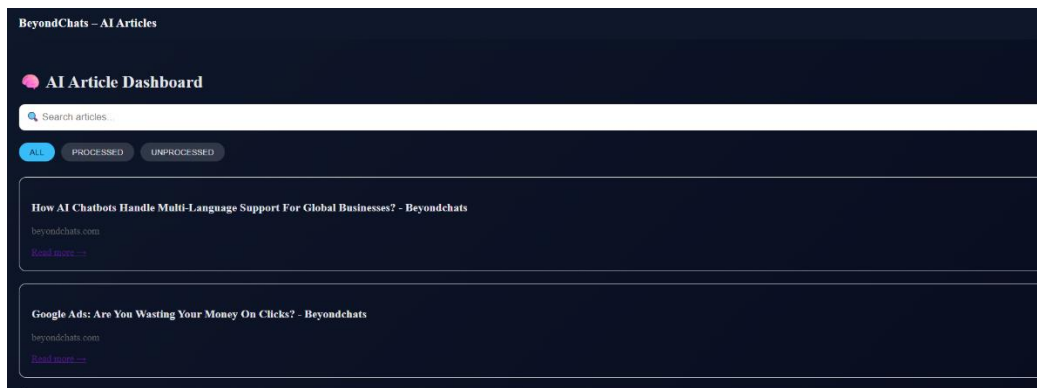 BeyondChats – AI Articles
AI Article Dashboard
Search articles...
ALL PROCESSED UNPROCESSED
How AI Chatbots Handle Multi-Language Support For Global Businesses? - Beyondchats
beyondchats.com
Read more →
Google Ads: Are You Wasting Your Money On Clicks? - Beyondchats
beyondchats.com
Read more →